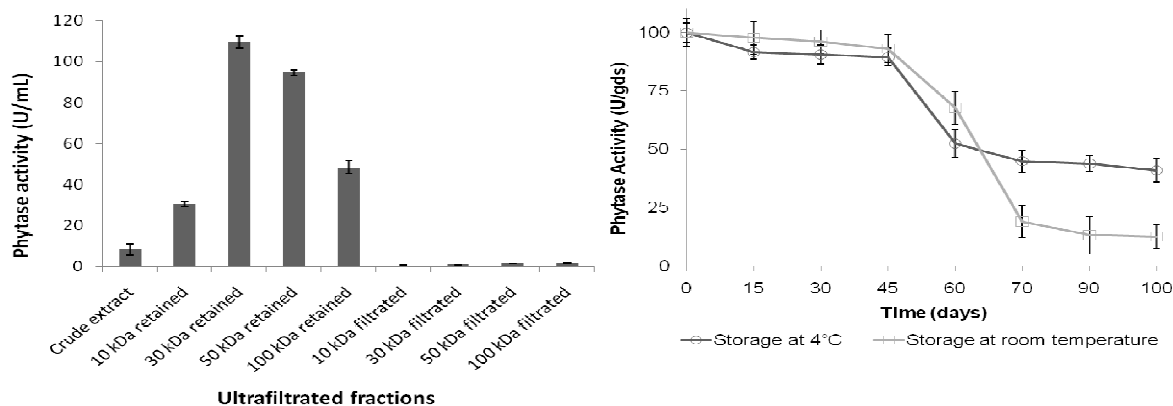 Phytase activity (U/mL)
120
100
80
60
40
20
0
Crude extract
10 kDa retained
30 kDa retained
50 kDa retained
100 kDa retained
10 kDa filtrated
30 kDa filtrated
50 kDa filtrated
100 kDa filtrated
Ultrafiltrated fractions
Phytase Activity (U/gds)
100
75
50
25
0
0 15 30 45 60 70 90 100
Time (days)
Storage at 4°C
Storage at room temperature